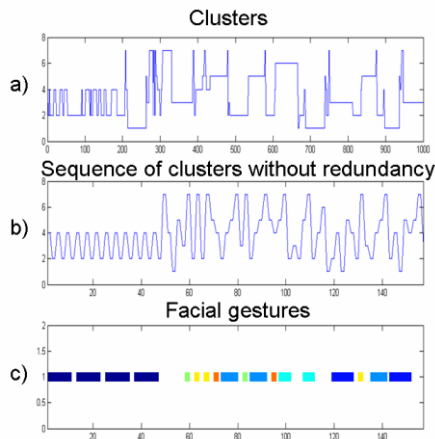 Clusters
a)
8
6
4
2
0
0 100 200 300 400 500 600 700 800 900 1000
Sequence of clusters without redundancy
b)
8
6
4
2
0
20 40 60 80 100 120 140
Facial gestures
c)
2
1.5
1
0.5
0
20 40 60 80 100 120 140